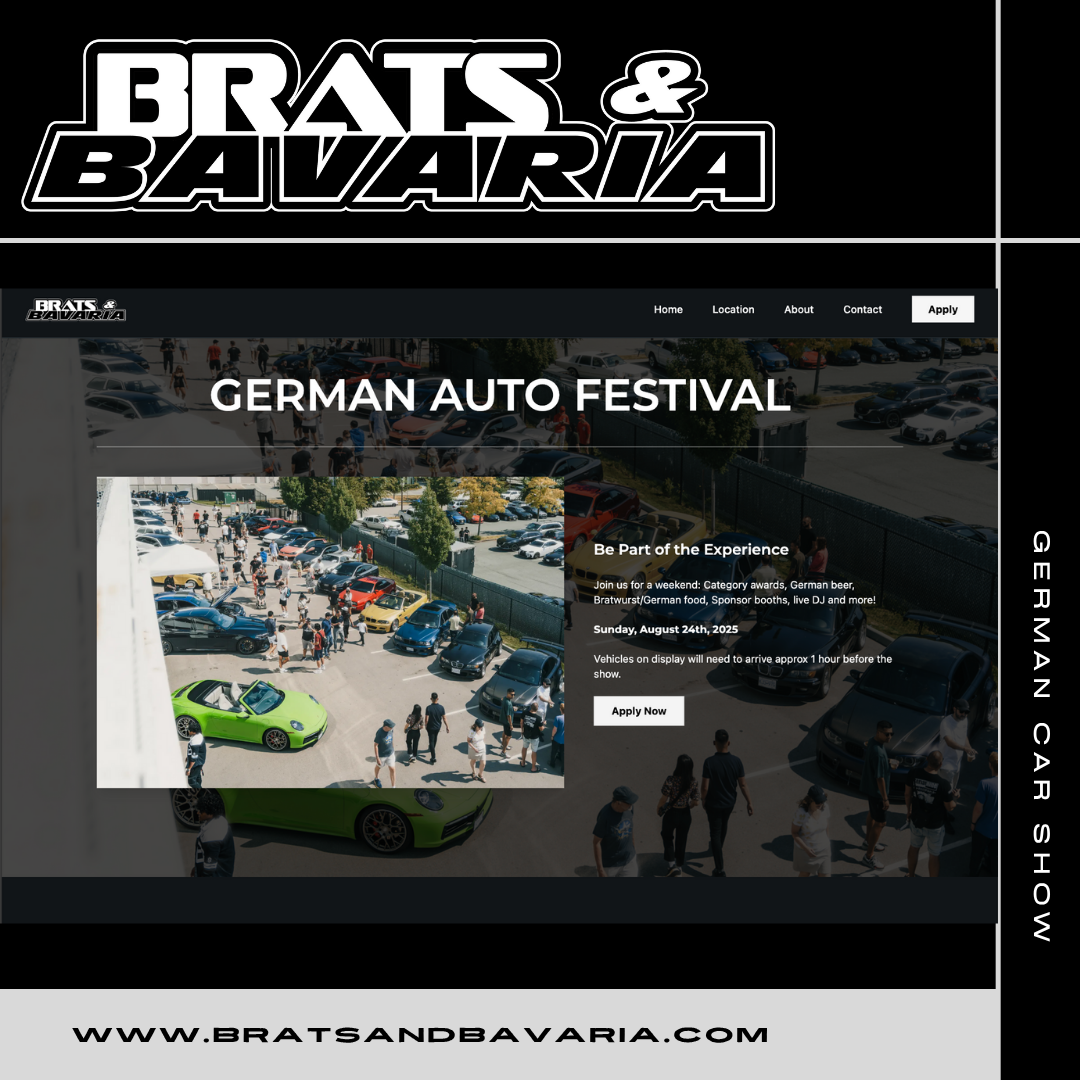 BRATS &
BAVARIA
BRATS &
BAVARIA
Home Location About Contact Apply
GERMAN AUTO FESTIVAL
Be Part of the Experience
Join us for a weekend: Category awards, German beer,
Bratwurst/German food, Sponsor booths, live DJ and more!
Sunday, August 24th, 2025
Vehicles on display will need to arrive approx 1 hour before the
show.
Apply Now
GERMAN CAR SHOW
WWW.BRATSANDBAVARIA.COM